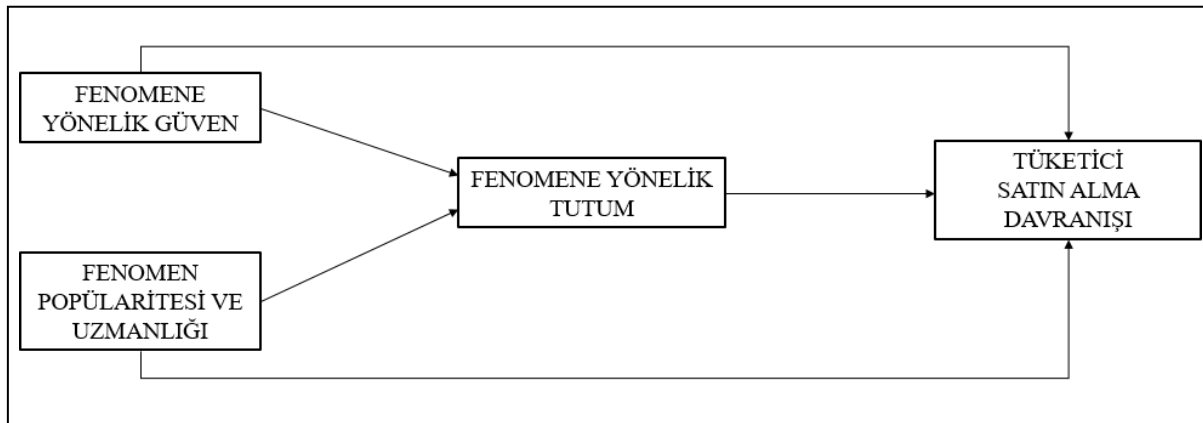 FENOMENE
YÖNELİK GÜVEN
FENOMENE YÖNELİK
TUTUM
TÜKETİCİ
SATIN ALMA
DAVRANIŞI
FENOMEN
POPÜLARİTESİ VE
UZMANLIĞI